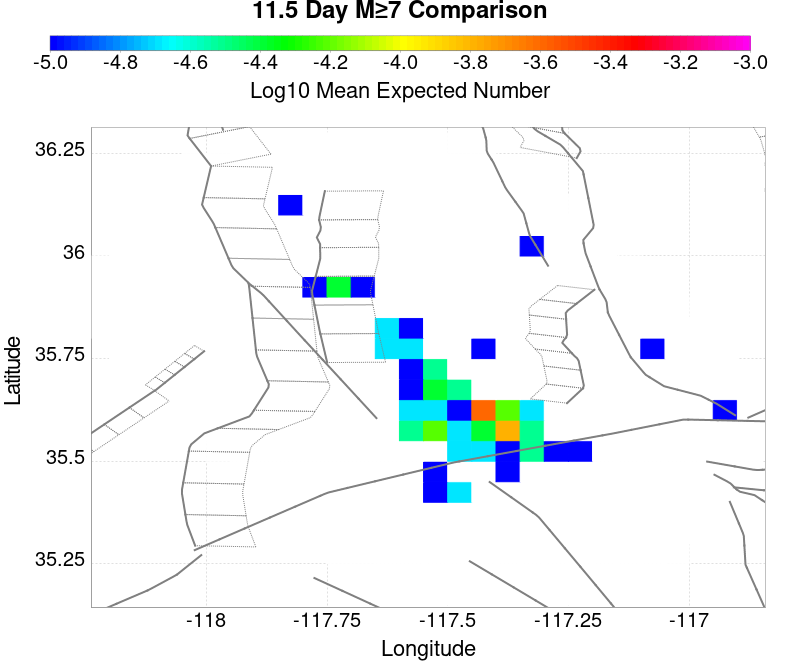 11.5 Day M≥7 Comparison
-5.0 -4.8 -4.6 -4.4 -4.2 -4.0 -3.8 -3.6 -3.4 -3.2 -3.0
Log10 Mean Expected Number
36.25
36
35.75
35.5
35.25
Latitude
-118 -117.75 -117.5 -117.25 -117
Longitude